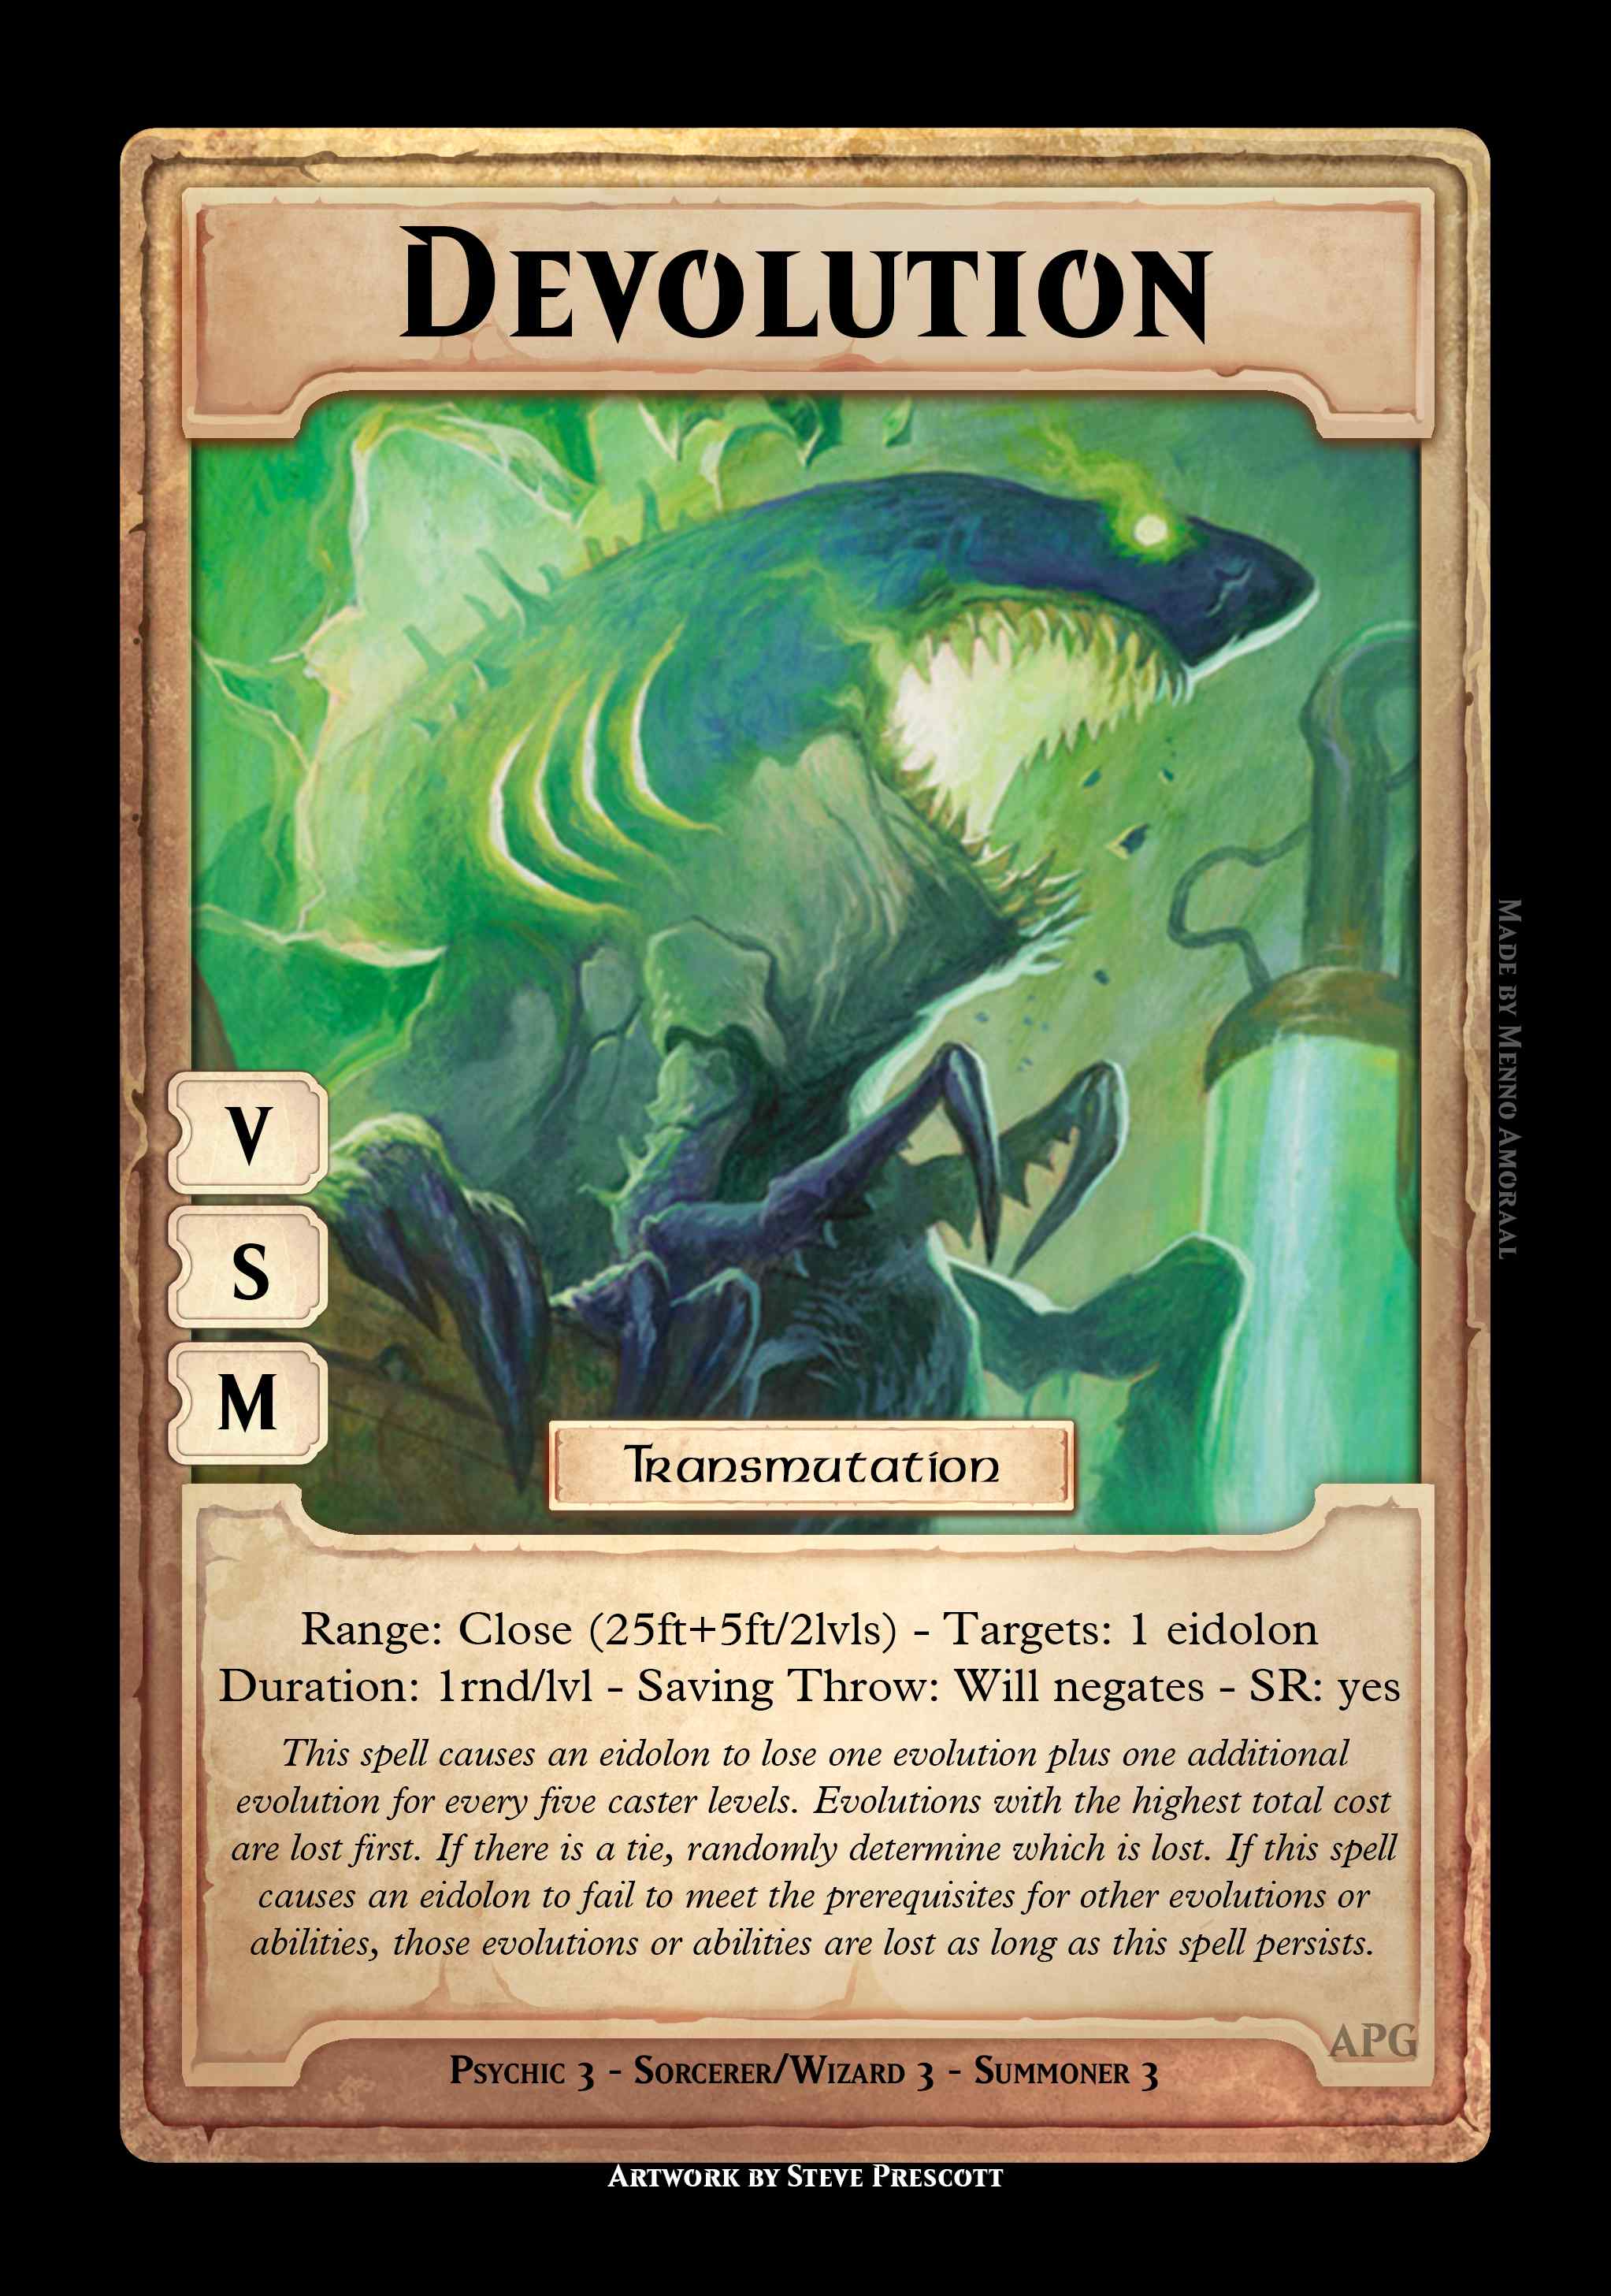 Devolution
V
S
M
Transmutation
Range: Close (25ft+5ft/2lvls) - Targets: 1 eidolon
Duration: 1rnd/lvl - Saving Throw: Will negates - SR: yes
This spell causes an eidolon to lose one evolution plus one additional
evolution for every five caster levels. Evolutions with the highest total cost
are lost first. If there is a tie, randomly determine which is lost. If this spell
causes an eidolon to fail to meet the prerequisites for other evolutions or
abilities, those evolutions or abilities are lost as long as this spell persists.
APG
Psychic 3 - Sorcerer/Wizard 3 - Summoner 3
Artwork by Steve Prescott
Made by Menno Amoraal